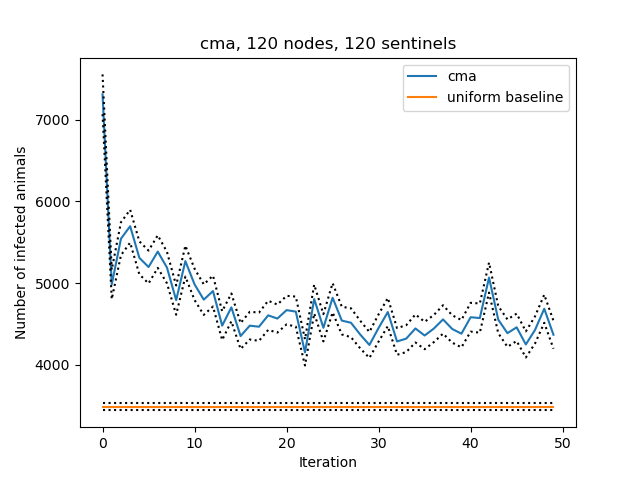 cma, 120 nodes, 120 sentinels
cma
uniform baseline
Number of infected animals
7000
6000
5000
4000
0 10 20 30 40 50
Iteration